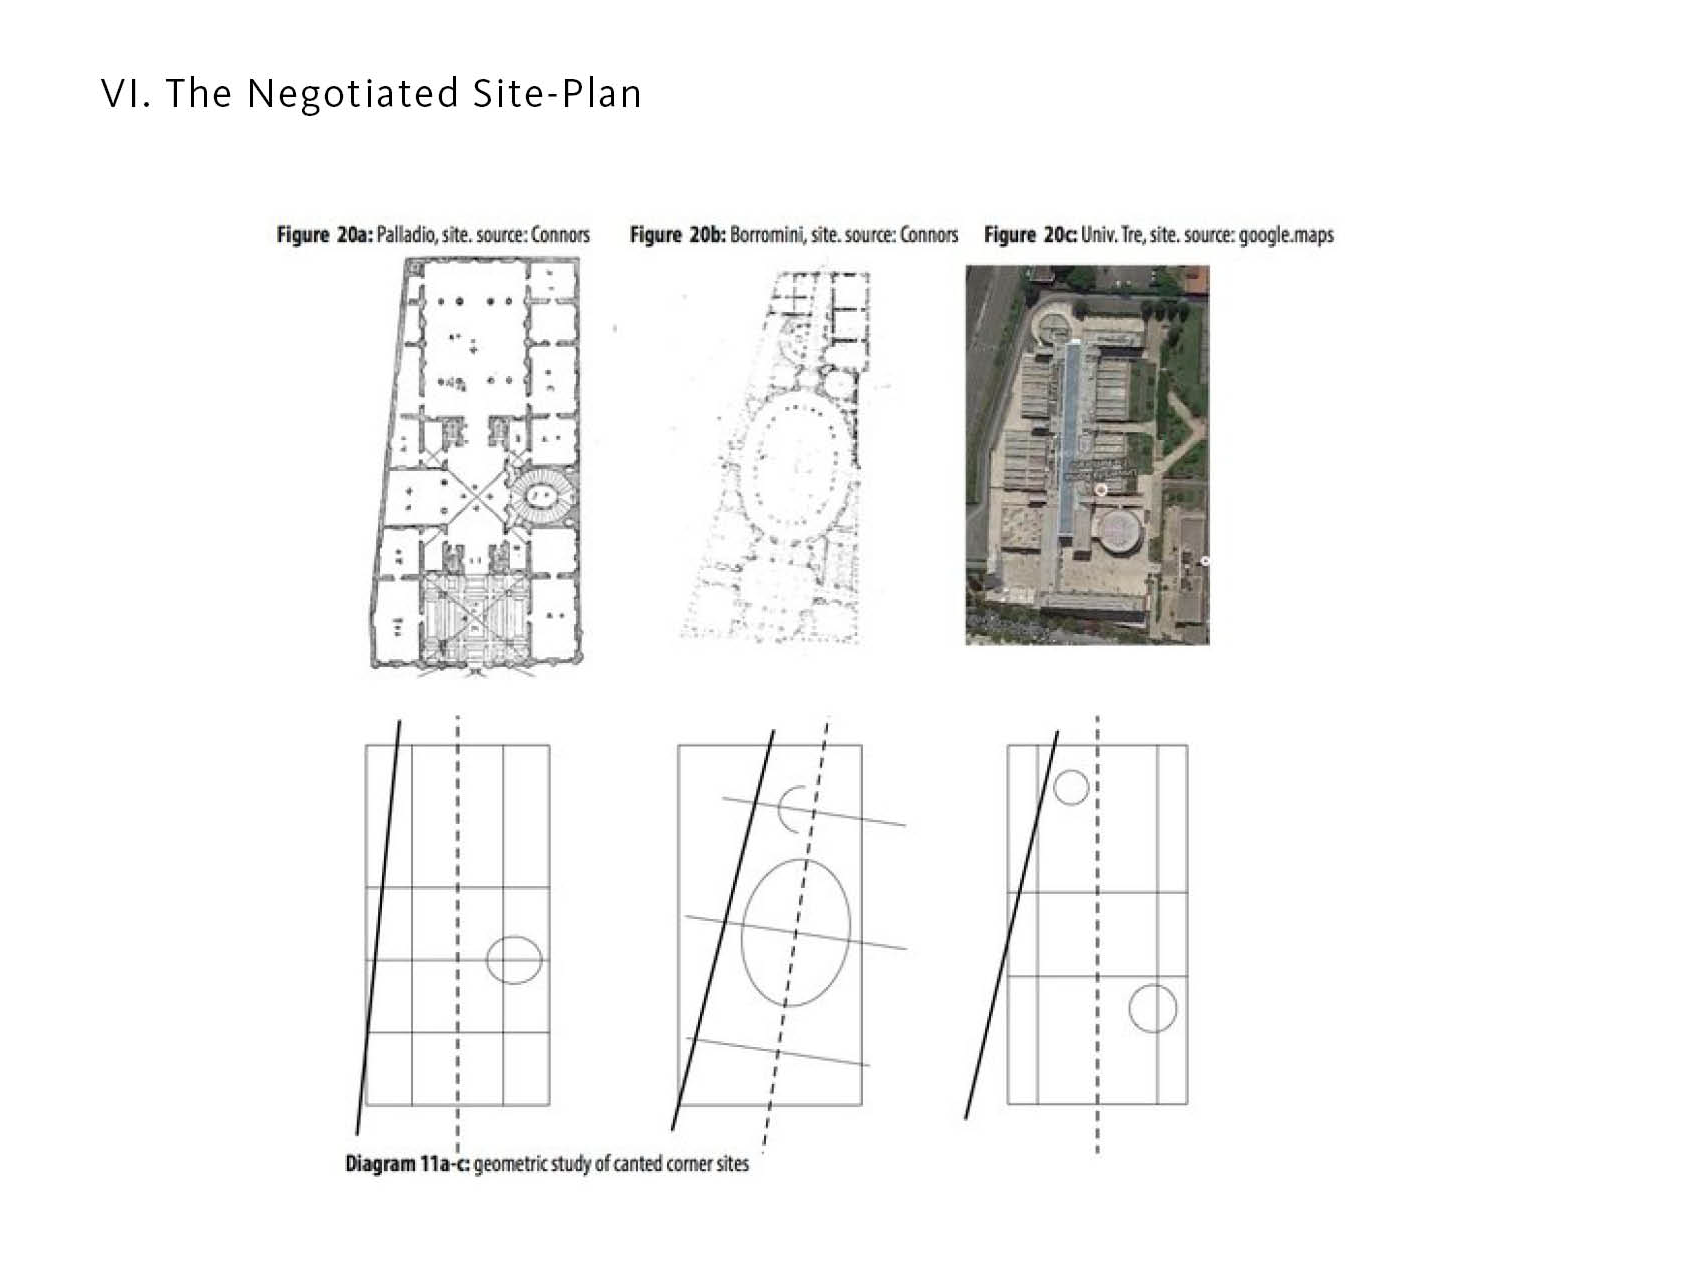 VI. The Negotiated Site-Plan
Figure 20a: Palladio, site. source: Connors
Figure 20b: Borromini, site. source: Connors
Figure 20c: Univ. Tre, site. source: google.maps
Diagram 11a-c: geometric study of canted corner sites